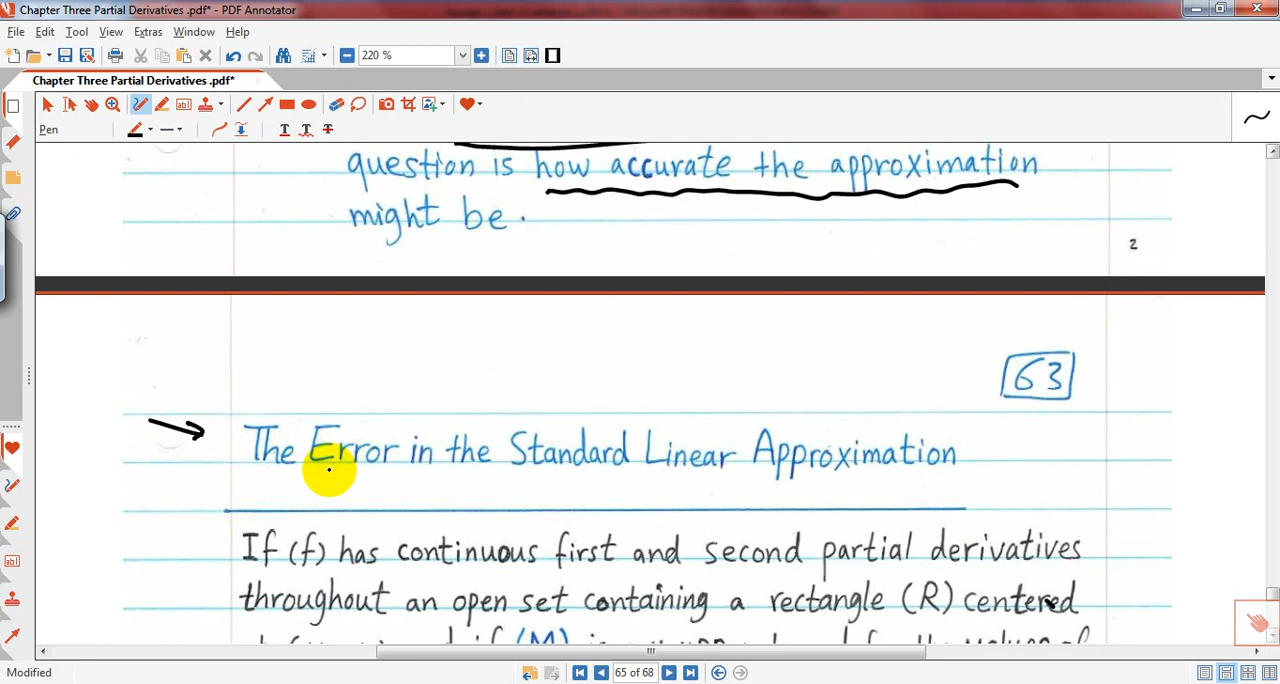 Chapter Three Partial Derivatives .pdf* - PDF Annotator
File Edit Tool View Extras Window Help
220 %
Chapter Three Partial Derivatives .pdf*
Pen
question is how accurate the approximation
might be.
2
63
The Error in the Standard Linear Approximation
If (f) has continuous first and second partial derivatives
throughout an open set containing a rectangle (R) centered
Modified
65 of 68